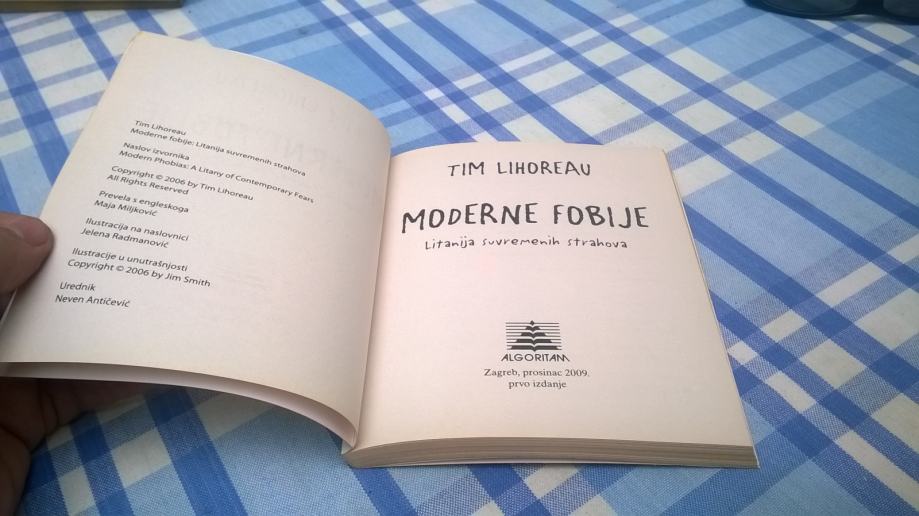 Tim Lihoreau
Moderne fobije: Litanija suvremenih strahova
Naslov izvornika
Modern Phobias: A Litany of Contemporary Fears
Copyright © 2006 by Tim Lihoreau
All Rights Reserved
Prevela s engleskoga
Maja Miljković
Ilustracija na naslovnici
Jelena Radmanović
Ilustracije u unutrašnjosti
Copyright © 2006 by Jim Smith
Urednik
Neven Antičević
TIM LIHOREAU
MODERNE FOBIJE
Litanija suvremenih strahova
ALGORITAM
Zagreb, prosinac 2009.
prvo izdanje